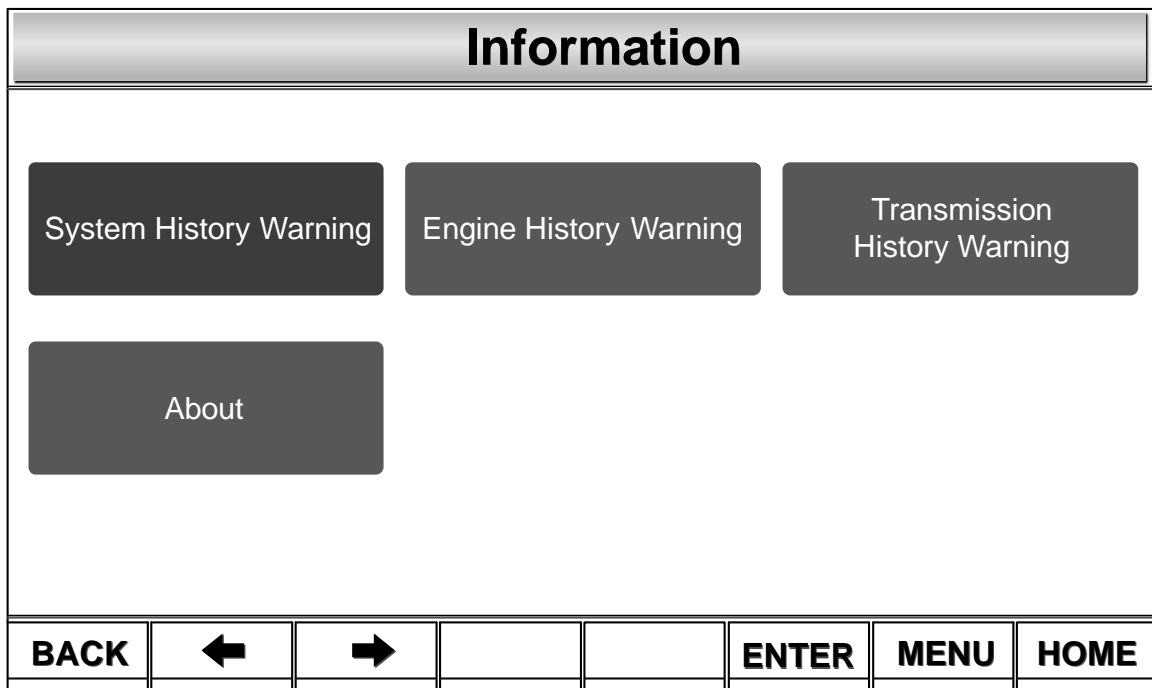 Information
System History Warning
Engine History Warning
Transmission
History Warning
About
BACK
ENTER
MENU
HOME